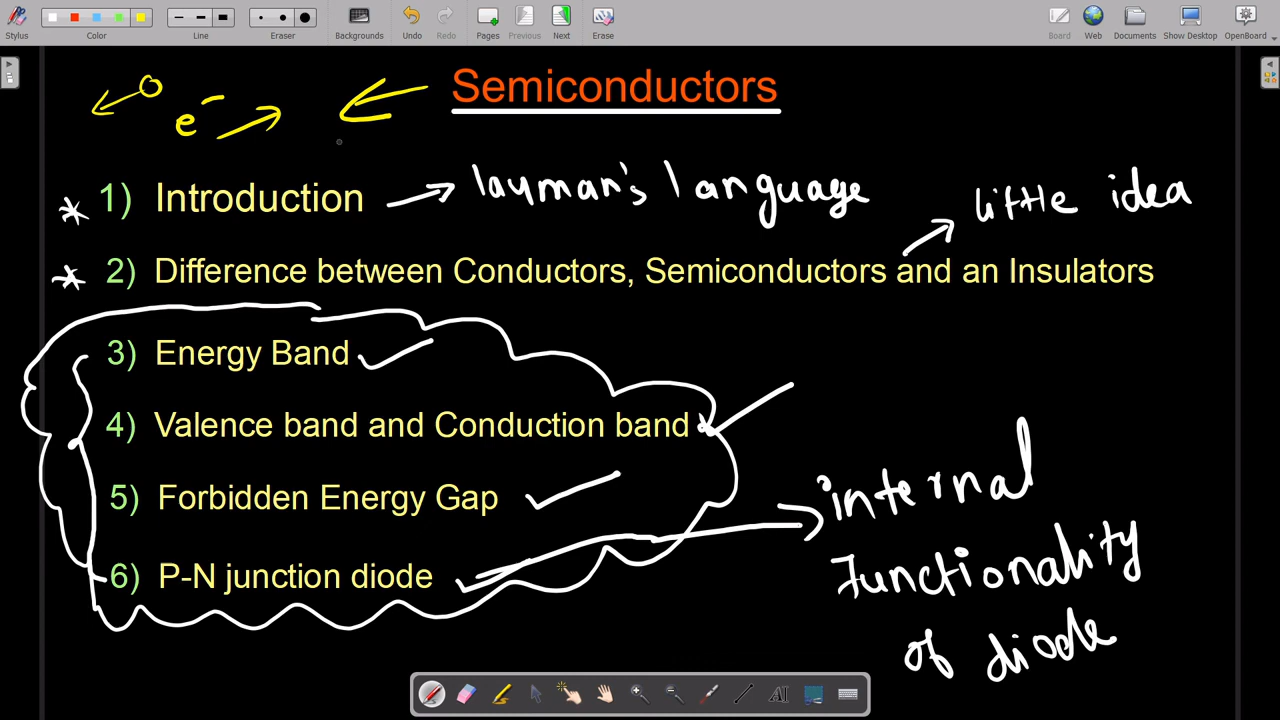 Stylus
Color
Line
Eraser
Backgrounds
Undo
Redo
Pages
Previous
Next
Erase
Board
Web
Documents
Show Desktop
OpenBoard
Semiconductors
e-
1) Introduction → layman's language
little idea
2) Difference between Conductors, Semiconductors and an Insulators
3) Energy Band
4) Valence band and Conduction band
5) Forbidden Energy Gap
6) P-N junction diode
internal
Functionality
of diode